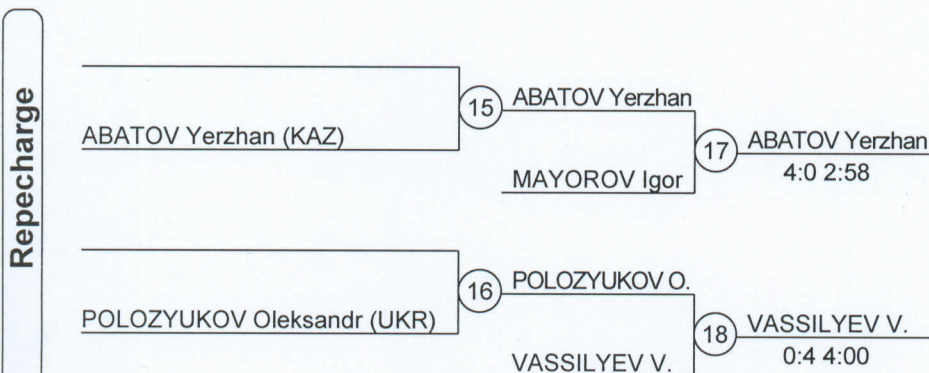 Repechage
ABATOV Yerzhan (KAZ)
15
ABATOV Yerzhan
MAYOROV Igor
17
ABATOV Yerzhan
4:0 2:58
POLOZYUKOV Oleksandr (UKR)
16
POLOZYUKOV O.
VASSILYEV V.
18
VASSILYEV V.
0:4 4:00